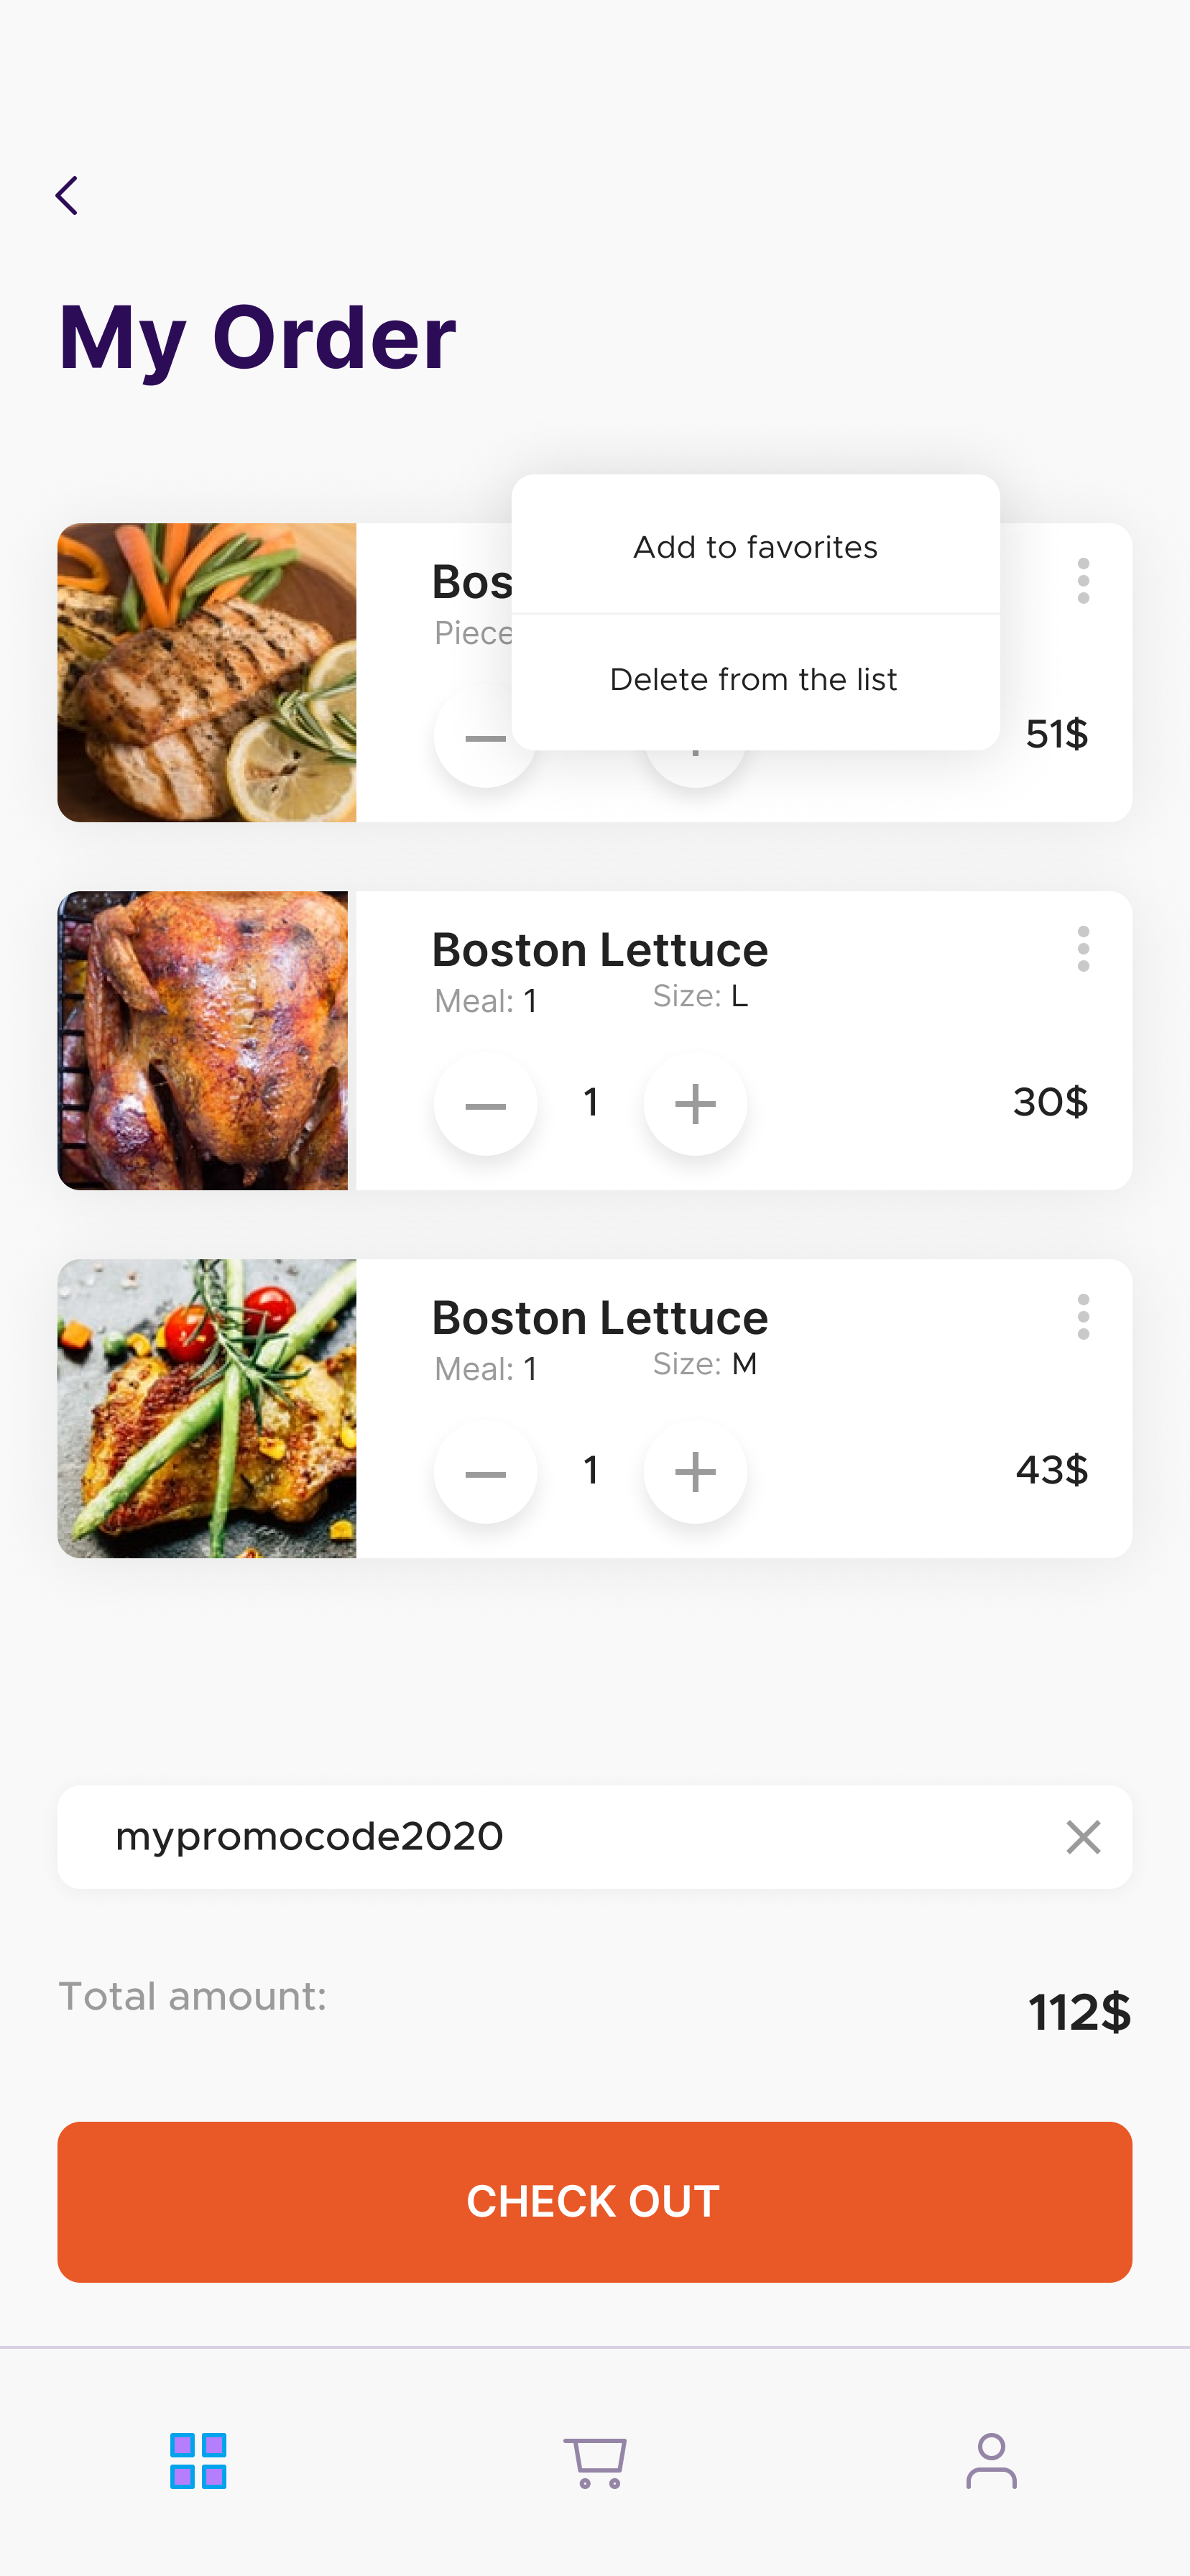 My Order
Add to favorites
Delete from the list
Bos
Piece
51$
Boston Lettuce
Meal: 1 Size: L
1
30$
Boston Lettuce
Meal: 1 Size: M
1
43$
mypromocode2020
Total amount:
112$
CHECK OUT